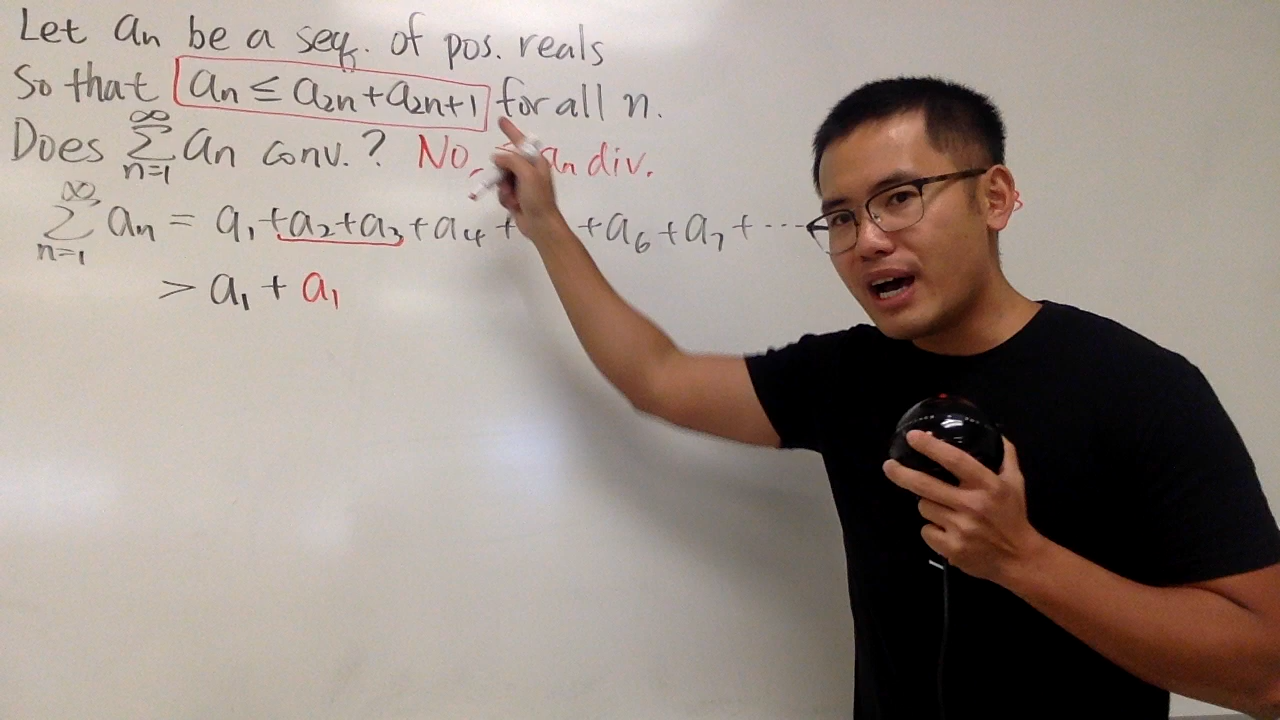 Let an be a seq. of pos. reals
So that an ≤ a2n+a2n+1 for all n.
Does ∞∑n=1 an conv.? No, an div.
∞∑n=1 an = a1+a2+a3+a4+ +a6+a7+···
> a1 + a1